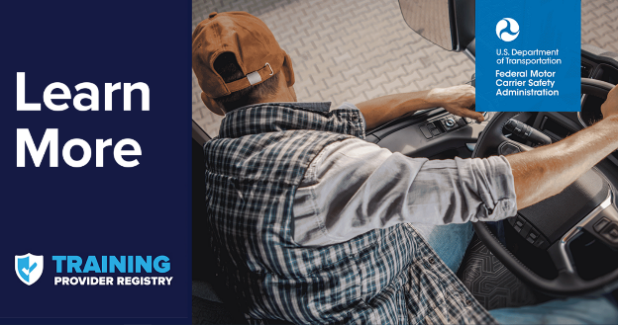 Learn
More
TRAINING
PROVIDER REGISTRY
U.S. Department
of Transportation
Federal Motor
Carrier Safety
Administration